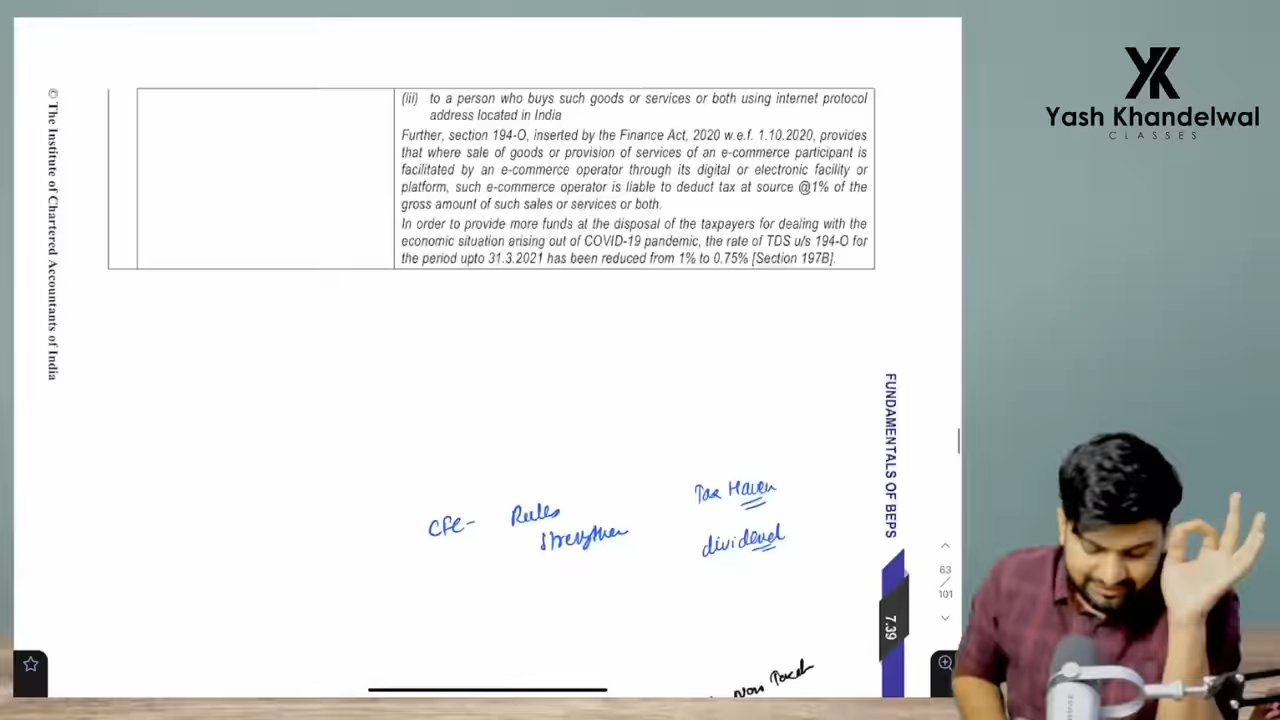 Yash Khandelwal
CLASSES
© The Institute of Chartered Accountants of India
(iii) to a person who buys such goods or services or both using internet protocol
address located in India
Further, section 194-O, inserted by the Finance Act, 2020 w.e.f. 1.10.2020, provides
that where sale of goods or provision of services of an e-commerce participant is
facilitated by an e-commerce operator through its digital or electronic facility or
platform, such e-commerce operator is liable to deduct tax at source @1% of the
gross amount of such sales or services or both.
In order to provide more funds at the disposal of the taxpayers for dealing with the
economic situation arising out of COVID-19 pandemic, the rate of TDS u/s 194-O for
the period upto 31.3.2021 has been reduced from 1% to 0.75% [Section 197B].
FUNDAMENTALS OF BEPS
7.39
63
/
101
CFC- Rules
Strengthen
Tax Haven
dividend
Non